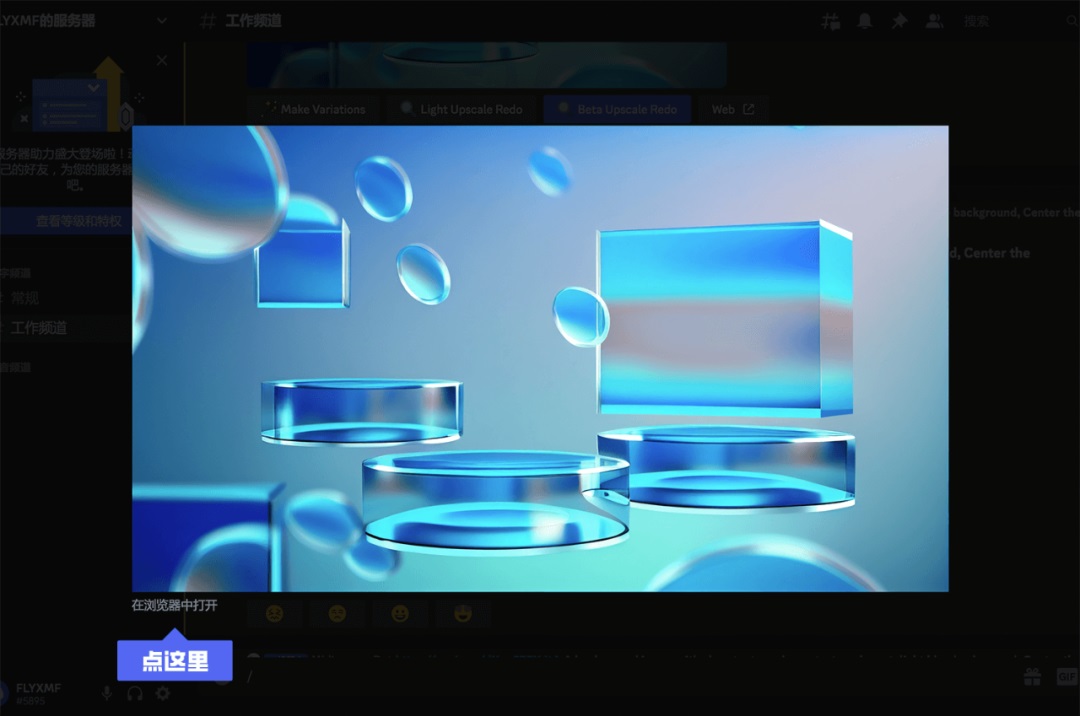 LYXMF的服务器
工作频道
搜索
Make Variations
Light Upscale Redo
Beta Upscale Redo
Web
服务器助力盛大登场啦！
己的好友，为您的服务器
吧。
查看等级和特权
background, Center the
d, Center the
字频道
常规
工作频道
音频道
在浏览器中打开
点这里
/
GIF
FLYXMF
#5895